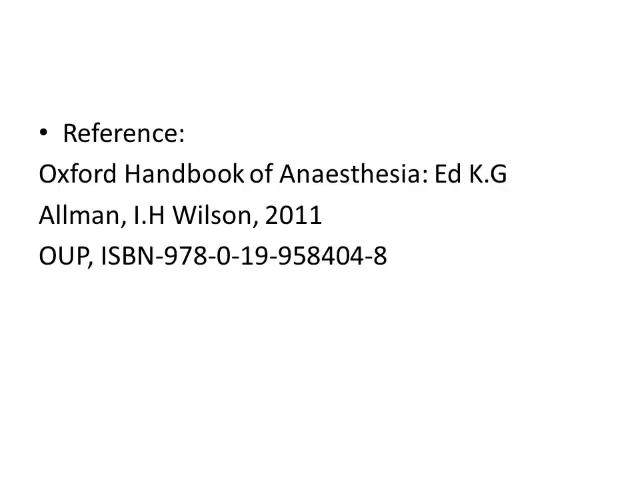 • Reference:
Oxford Handbook of Anaesthesia: Ed K.G
Allman, I.H Wilson, 2011
OUP, ISBN-978-0-19-958404-8